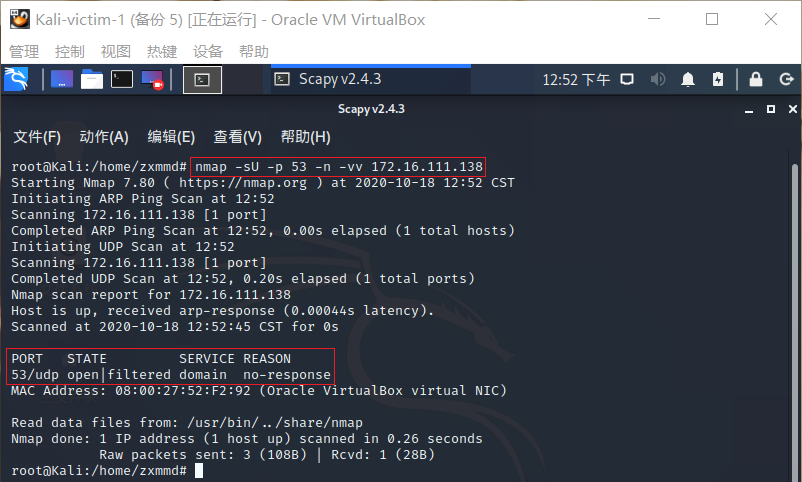 Kali-victim-1 (备份 5) [正在运行] - Oracle VM VirtualBox
管理 控制 视图 热键 设备 帮助
Scapy v2.4.3 12:52 下午
Scapy v2.4.3
文件(F) 动作(A) 编辑(E) 查看(V) 帮助(H)
root@Kali:/home/zxmmd# nmap -sU -p 53 -n -vv 172.16.111.138
Starting Nmap 7.80 ( https://nmap.org ) at 2020-10-18 12:52 CST
Initiating ARP Ping Scan at 12:52
Scanning 172.16.111.138 [1 port]
Completed ARP Ping Scan at 12:52, 0.00s elapsed (1 total hosts)
Initiating UDP Scan at 12:52
Scanning 172.16.111.138 [1 port]
Completed UDP Scan at 12:52, 0.20s elapsed (1 total ports)
Nmap scan report for 172.16.111.138
Host is up, received arp-response (0.00044s latency).
Scanned at 2020-10-18 12:52:45 CST for 0s
PORT STATE SERVICE REASON
53/udp open|filtered domain no-response
MAC Address: 08:00:27:52:F2:92 (Oracle VirtualBox virtual NIC)
Read data files from: /usr/bin/../share/nmap
Nmap done: 1 IP address (1 host up) scanned in 0.26 seconds
Raw packets sent: 3 (108B) | Rcvd: 1 (28B)
root@Kali:/home/zxmmd#